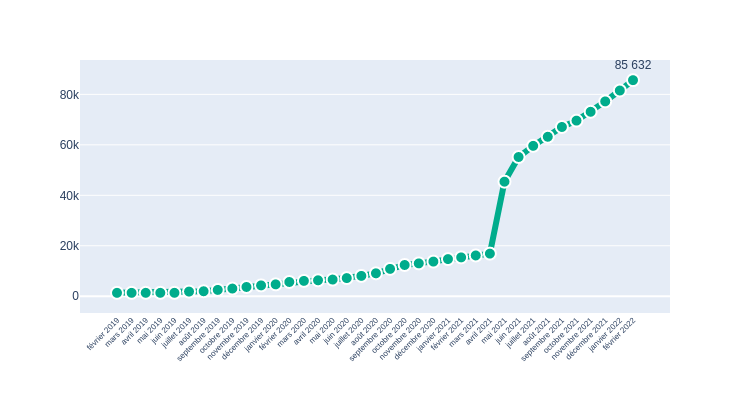 85 632
80k
60k
40k
20k
0
février 2019
mars 2019
avril 2019
mai 2019
juin 2019
juillet 2019
août 2019
septembre 2019
octobre 2019
novembre 2019
décembre 2019
janvier 2020
février 2020
mars 2020
avril 2020
mai 2020
juin 2020
juillet 2020
août 2020
septembre 2020
octobre 2020
novembre 2020
décembre 2020
janvier 2021
février 2021
mars 2021
avril 2021
mai 2021
juin 2021
juillet 2021
août 2021
septembre 2021
octobre 2021
novembre 2021
décembre 2021
janvier 2022
février 2022